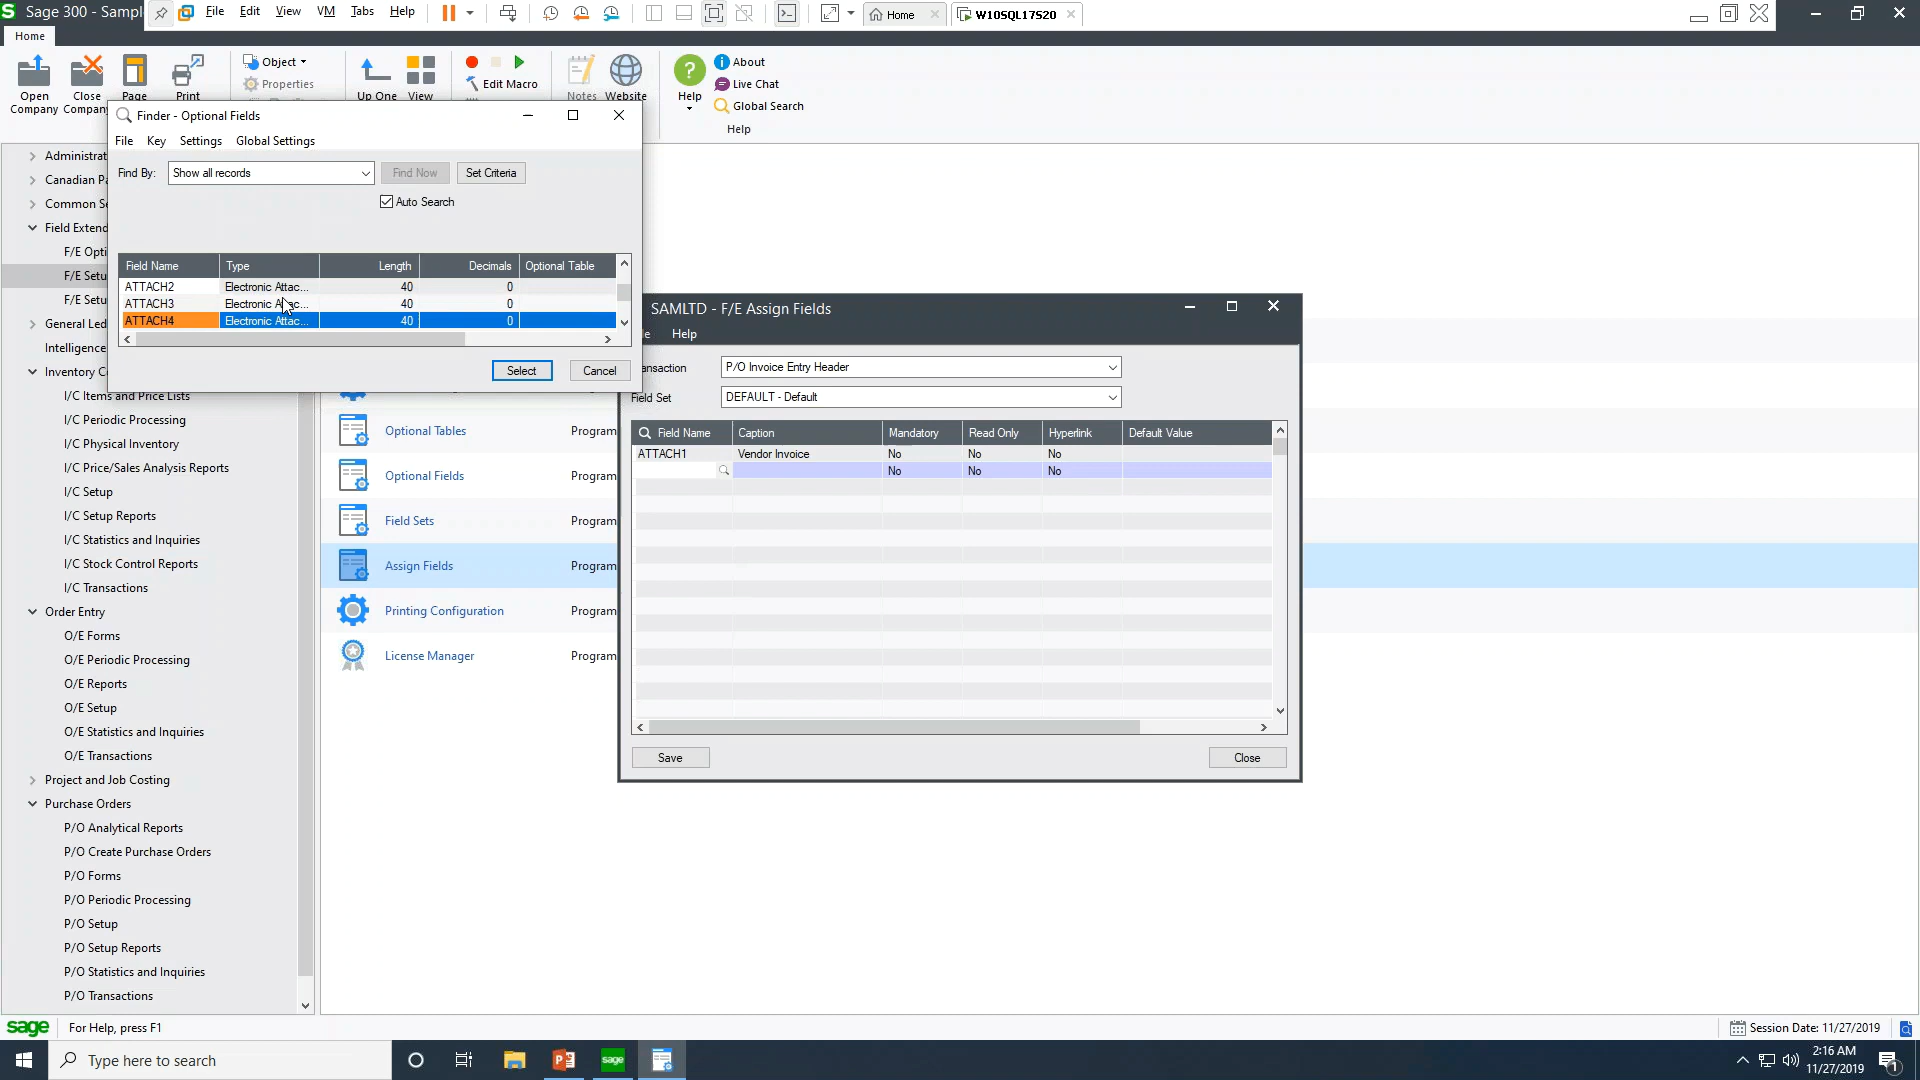 Sage 300 - Sampl
File Edit View VM Tabs Help
Home
W10SQL17S20
Home
Open Company
Close Company
Page
Print
Object
Properties
Up One
View
Edit Macro
Notes
Website
Help
About
Live Chat
Global Search
Help
Finder - Optional Fields
File Key Settings Global Settings
Find By: Show all records Find Now Set Criteria
Auto Search
Field Name Type Length Decimals Optional Table
ATTACH2 Electronic Attac... 40 0
ATTACH3 Electronic Attac... 40 0
ATTACH4 Electronic Attac... 40 0
Select Cancel
Administrat
Canadian Pa
Common Se
Field Extend
F/E Opti
F/E Setu
F/E Setu
General Led
Intelligence
Inventory Co
I/C Items and Price Lists
I/C Periodic Processing
I/C Physical Inventory
I/C Price/Sales Analysis Reports
I/C Setup
I/C Setup Reports
I/C Statistics and Inquiries
I/C Stock Control Reports
I/C Transactions
Order Entry
O/E Forms
O/E Periodic Processing
O/E Reports
O/E Setup
O/E Statistics and Inquiries
O/E Transactions
Project and Job Costing
Purchase Orders
P/O Analytical Reports
P/O Create Purchase Orders
P/O Forms
P/O Periodic Processing
P/O Setup
P/O Setup Reports
P/O Statistics and Inquiries
P/O Transactions
Optional Tables Program
Optional Fields Program
Field Sets Program
Assign Fields Program
Printing Configuration Program
License Manager Program
SAMLTD - F/E Assign Fields
le Help
ansaction P/O Invoice Entry Header
Field Set DEFAULT - Default
Field Name Caption Mandatory Read Only Hyperlink Default Value
ATTACH1 Vendor Invoice No No No
No No No
Save Close
sage For Help, press F1
Session Date: 11/27/2019
Type here to search
sage
2:16 AM
11/27/2019
1